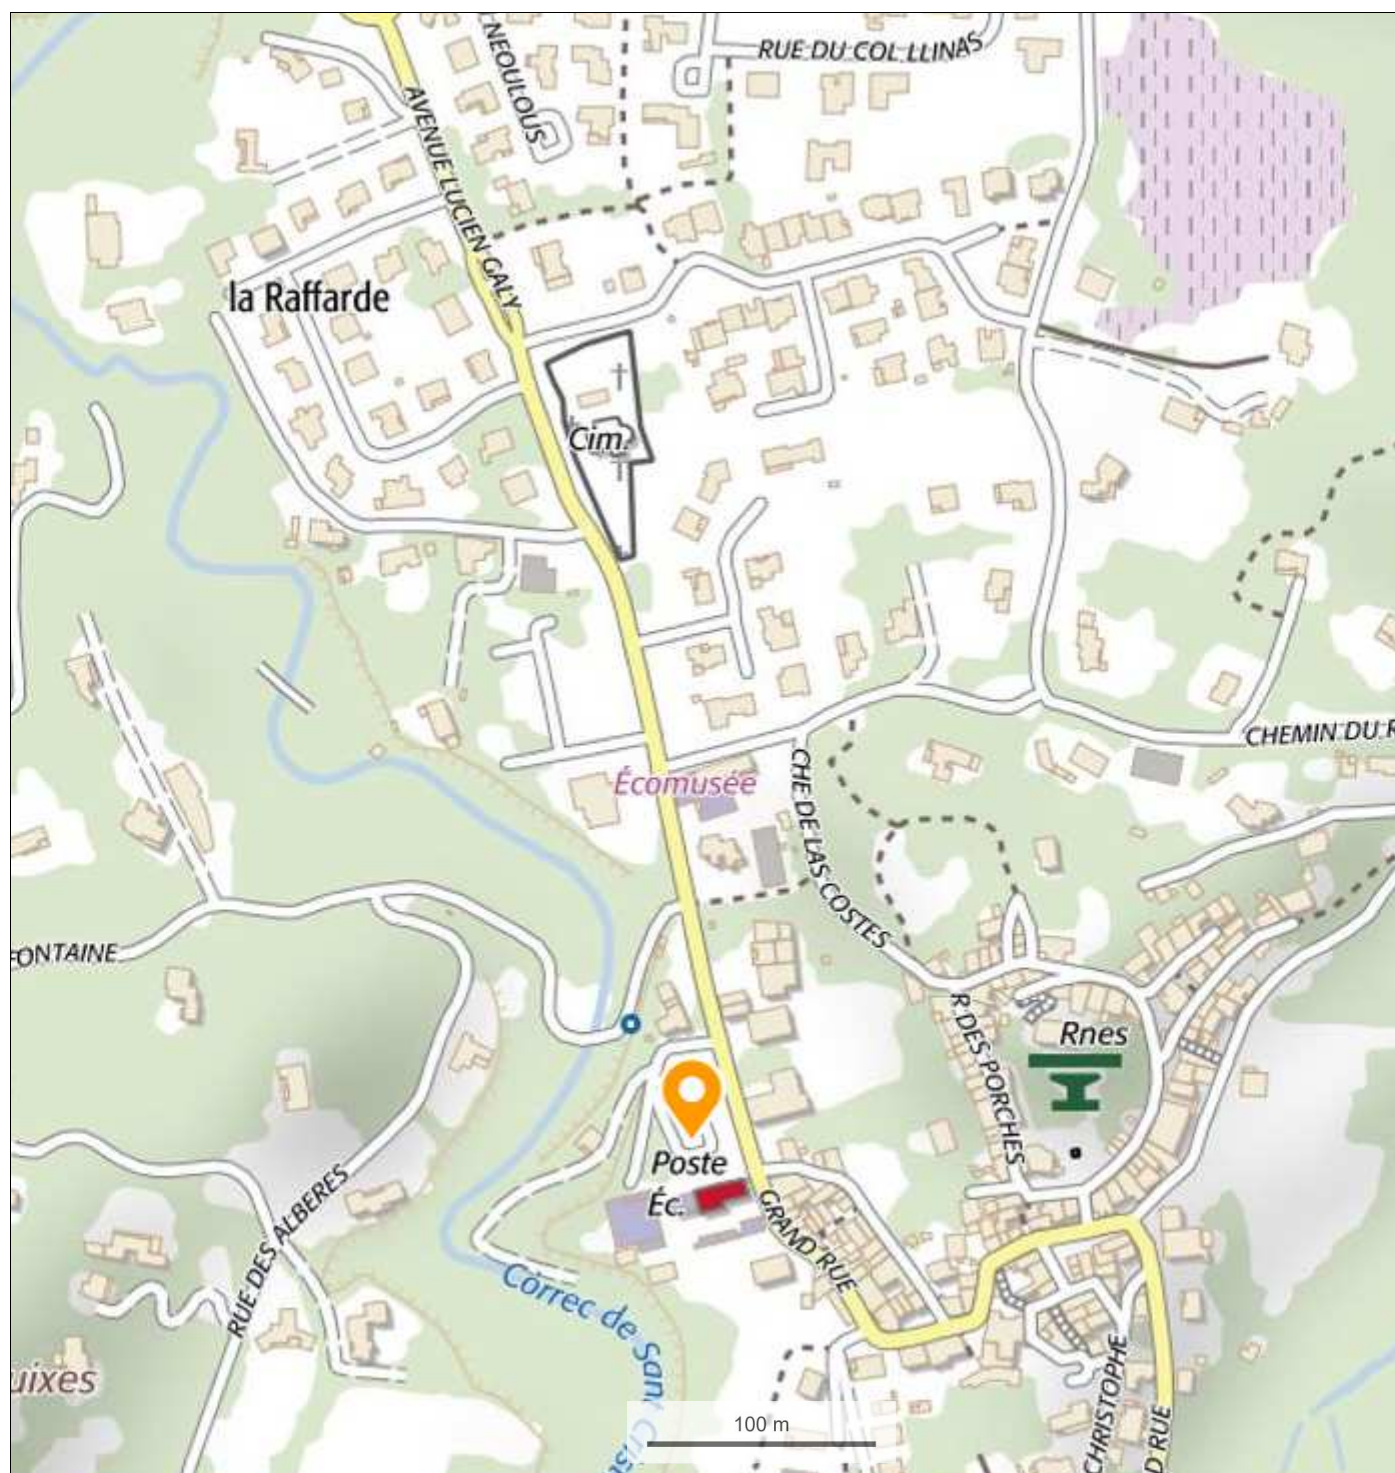 NEOULOUS
RUE DU COL LLINAS
AVENUE LUCIEN GALY
la Raffarde
Cim.
CHEMIN DU R
Écomusée
CHE DE LAS COSTES
FONTAINE
R DES PORCHES
Rnes
Poste
Éc.
GRAND RUE
RUE DES ALBERES
Correc de Sant Cris
uixes
CHRISTOPHE
D RUE
100 m